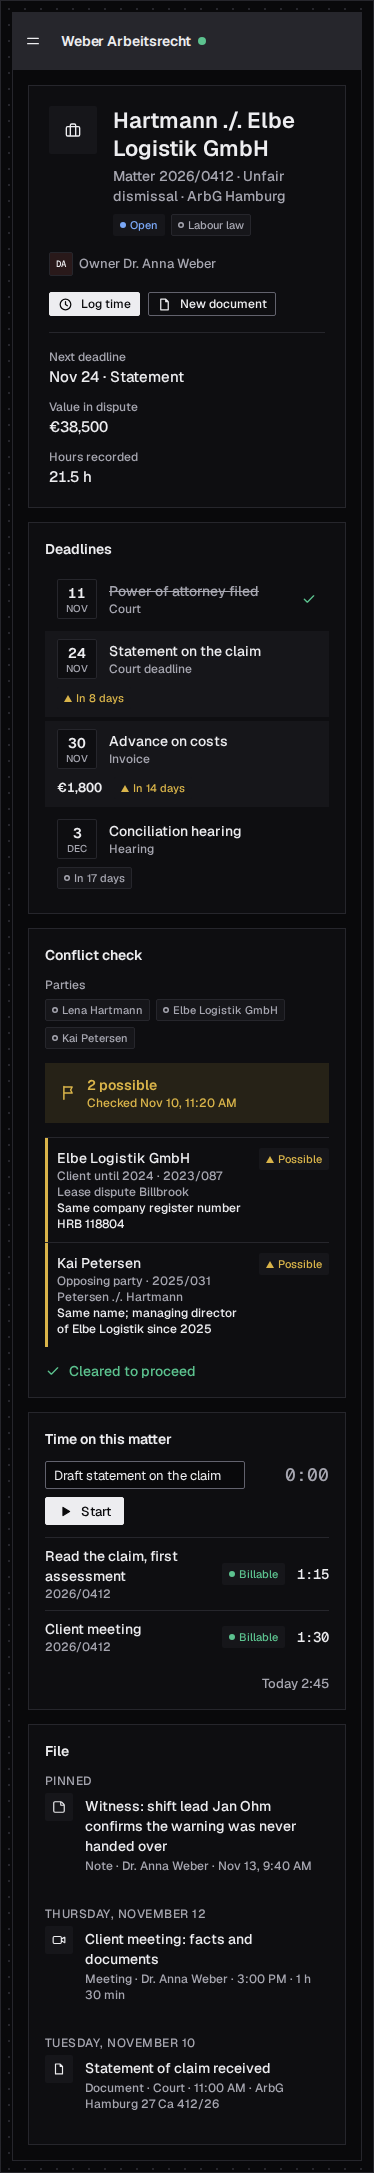 Weber Arbeitsrecht
Hartmann ./. Elbe
Logistik GmbH
Matter 2026/0412 · Unfair
dismissal · ArbG Hamburg
Open
Labour law
DA
Owner Dr. Anna Weber
Log time
New document
Next deadline
Nov 24 · Statement
Value in dispute
€38,500
Hours recorded
21.5 h
Deadlines
11
NOV
Power of attorney filed
Court
24
NOV
Statement on the claim
Court deadline
In 8 days
30
NOV
Advance on costs
Invoice
€1,800
In 14 days
3
DEC
Conciliation hearing
Hearing
In 17 days
Conflict check
Parties
Lena Hartmann
Elbe Logistik GmbH
Kai Petersen
2 possible
Checked Nov 10, 11:20 AM
Elbe Logistik GmbH
Possible
Client until 2024 · 2023/087
Lease dispute Billbrook
Same company register number
HRB 118804
Kai Petersen
Possible
Opposing party · 2025/031
Petersen ./. Hartmann
Same name; managing director
of Elbe Logistik since 2025
Cleared to proceed
Time on this matter
Draft statement on the claim
0:00
Start
Read the claim, first
assessment
2026/0412
Billable
1:15
Client meeting
2026/0412
Billable
1:30
Today 2:45
File
PINNED
Witness: shift lead Jan Ohm
confirms the warning was never
handed over
Note · Dr. Anna Weber · Nov 13, 9:40 AM
THURSDAY, NOVEMBER 12
Client meeting: facts and
documents
Meeting · Dr. Anna Weber · 3:00 PM · 1 h
30 min
TUESDAY, NOVEMBER 10
Statement of claim received
Document · Court · 11:00 AM · ArbG
Hamburg 27 Ca 412/26